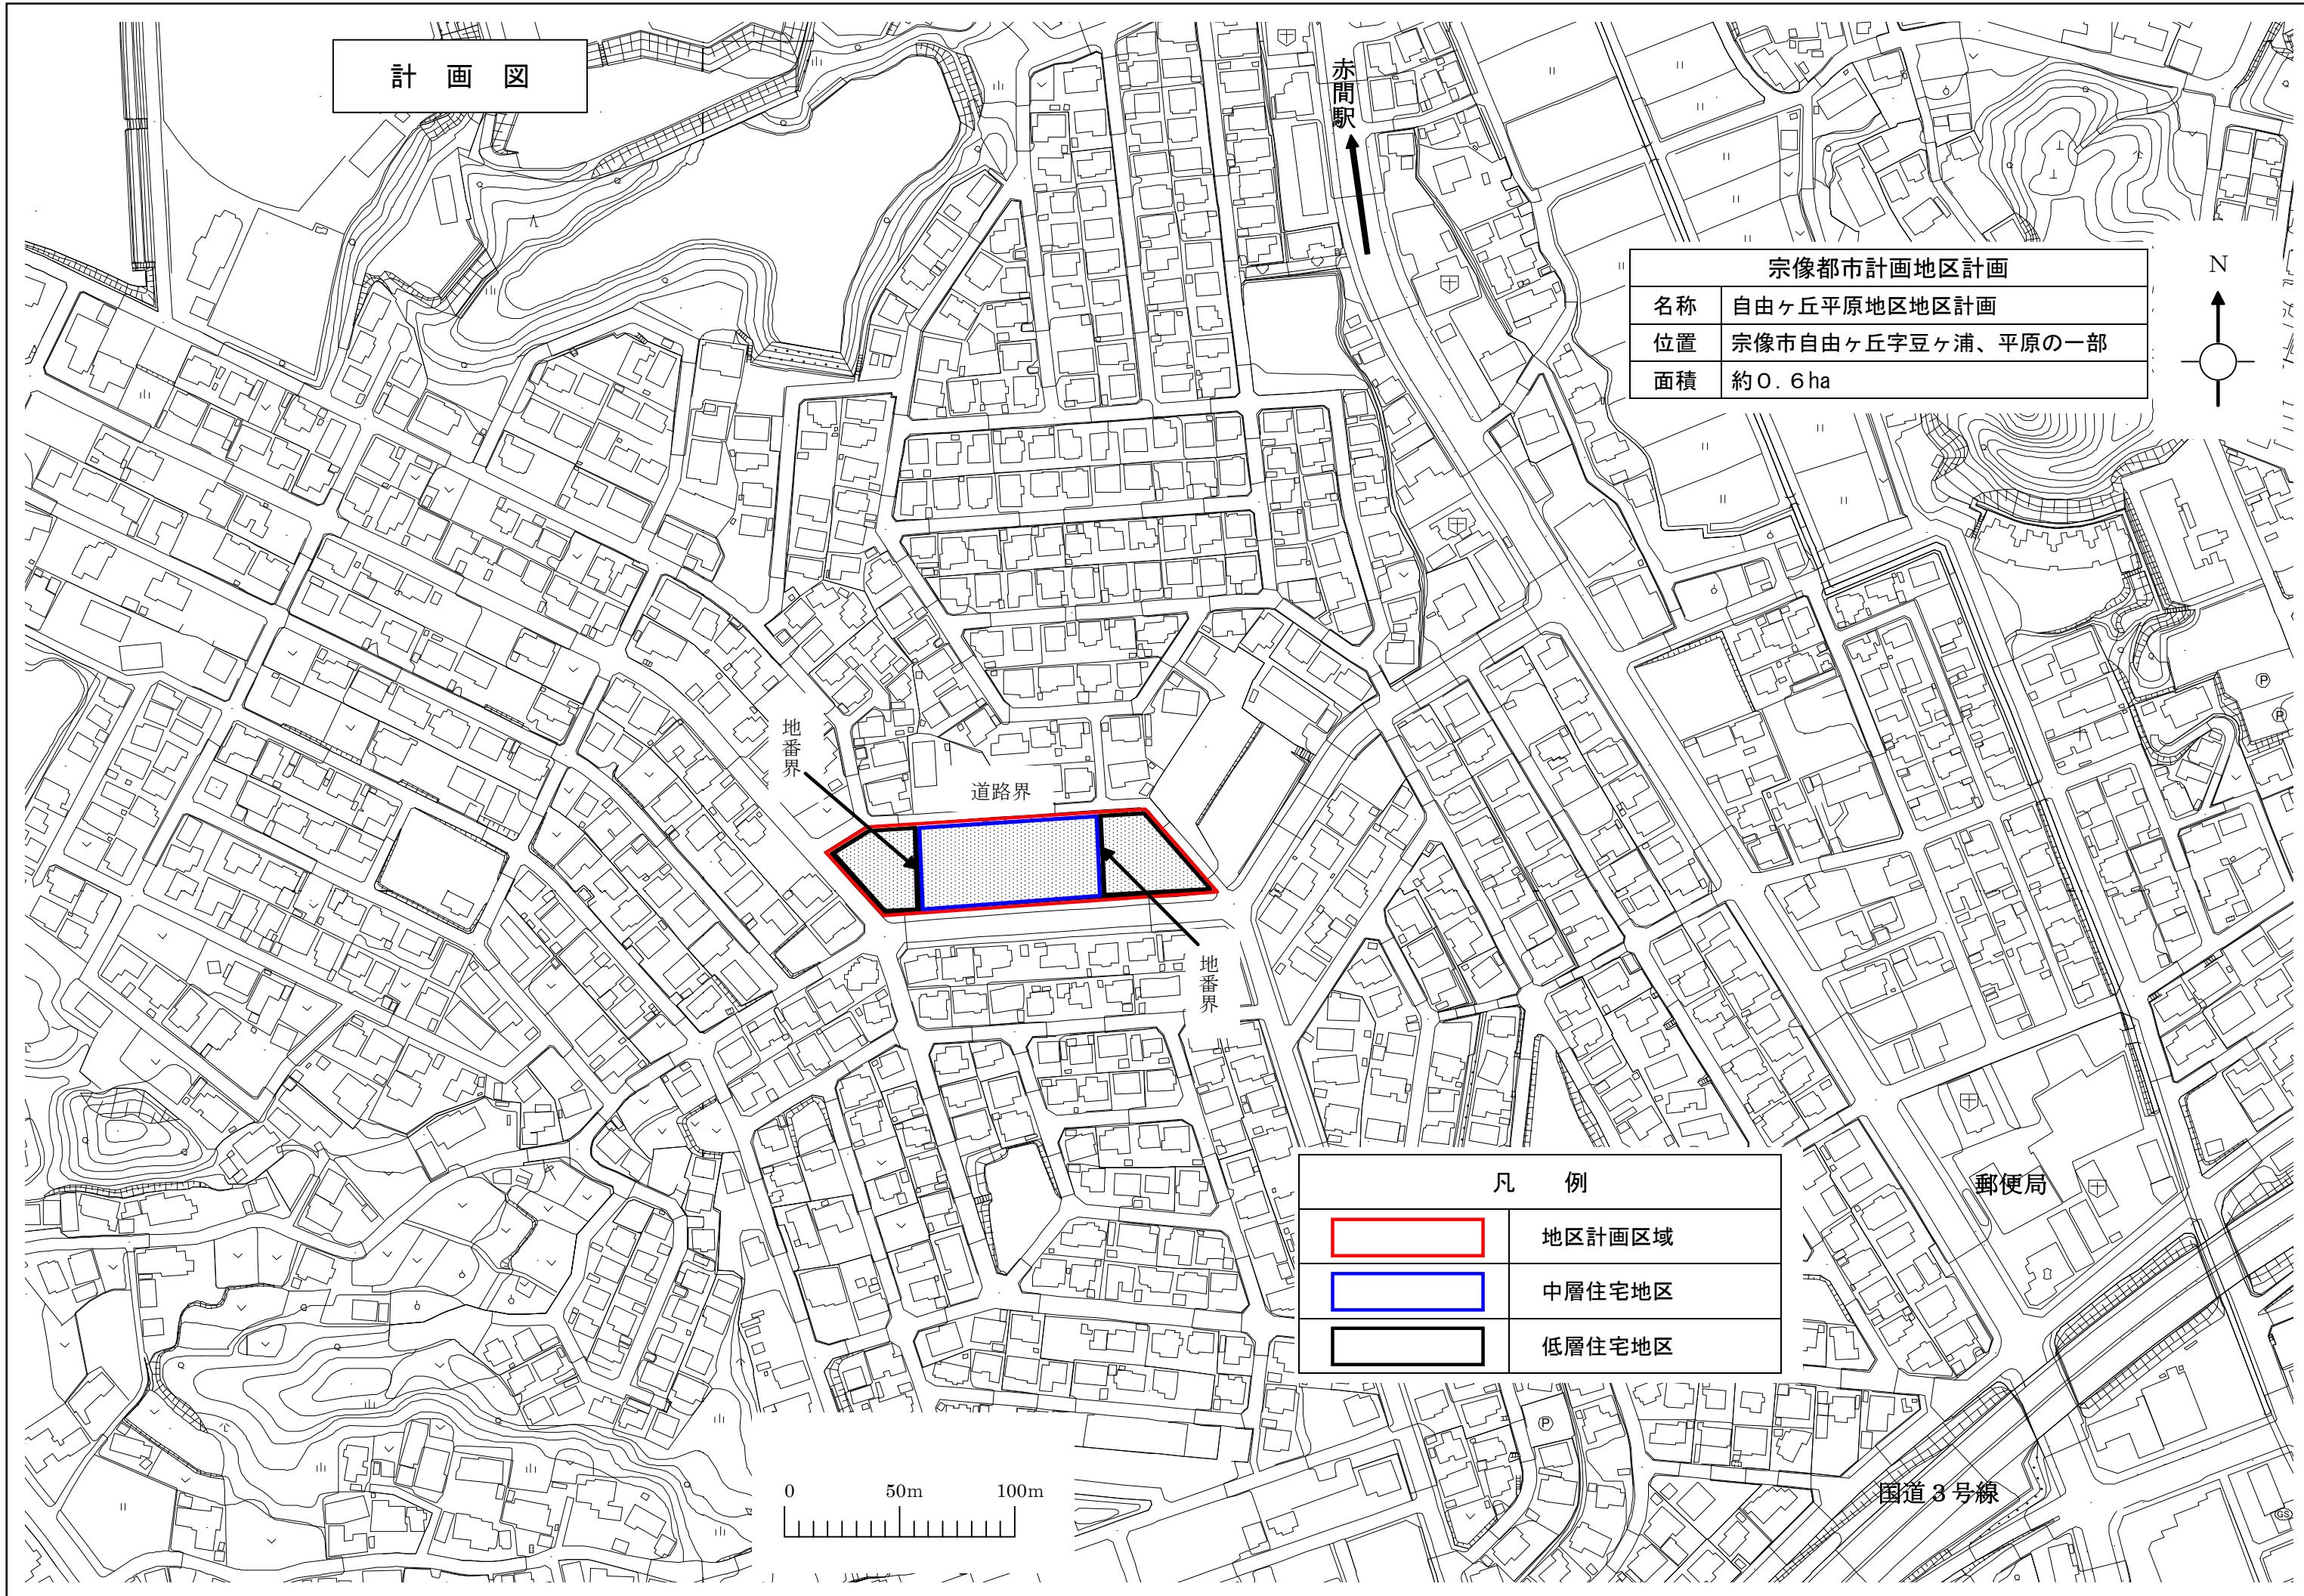 計 画 図
赤間駅
宗像都市計画地区計画
名称 自由ヶ丘平原地区地区計画
位置 宗像市自由ヶ丘字豆ヶ浦、平原の一部
面積 約0.6ha
N
地番界
道路界
地番界
凡 例
地区計画区域
中層住宅地区
低層住宅地区
郵便局
国道3号線
0 50m 100m
P
P
P
GS